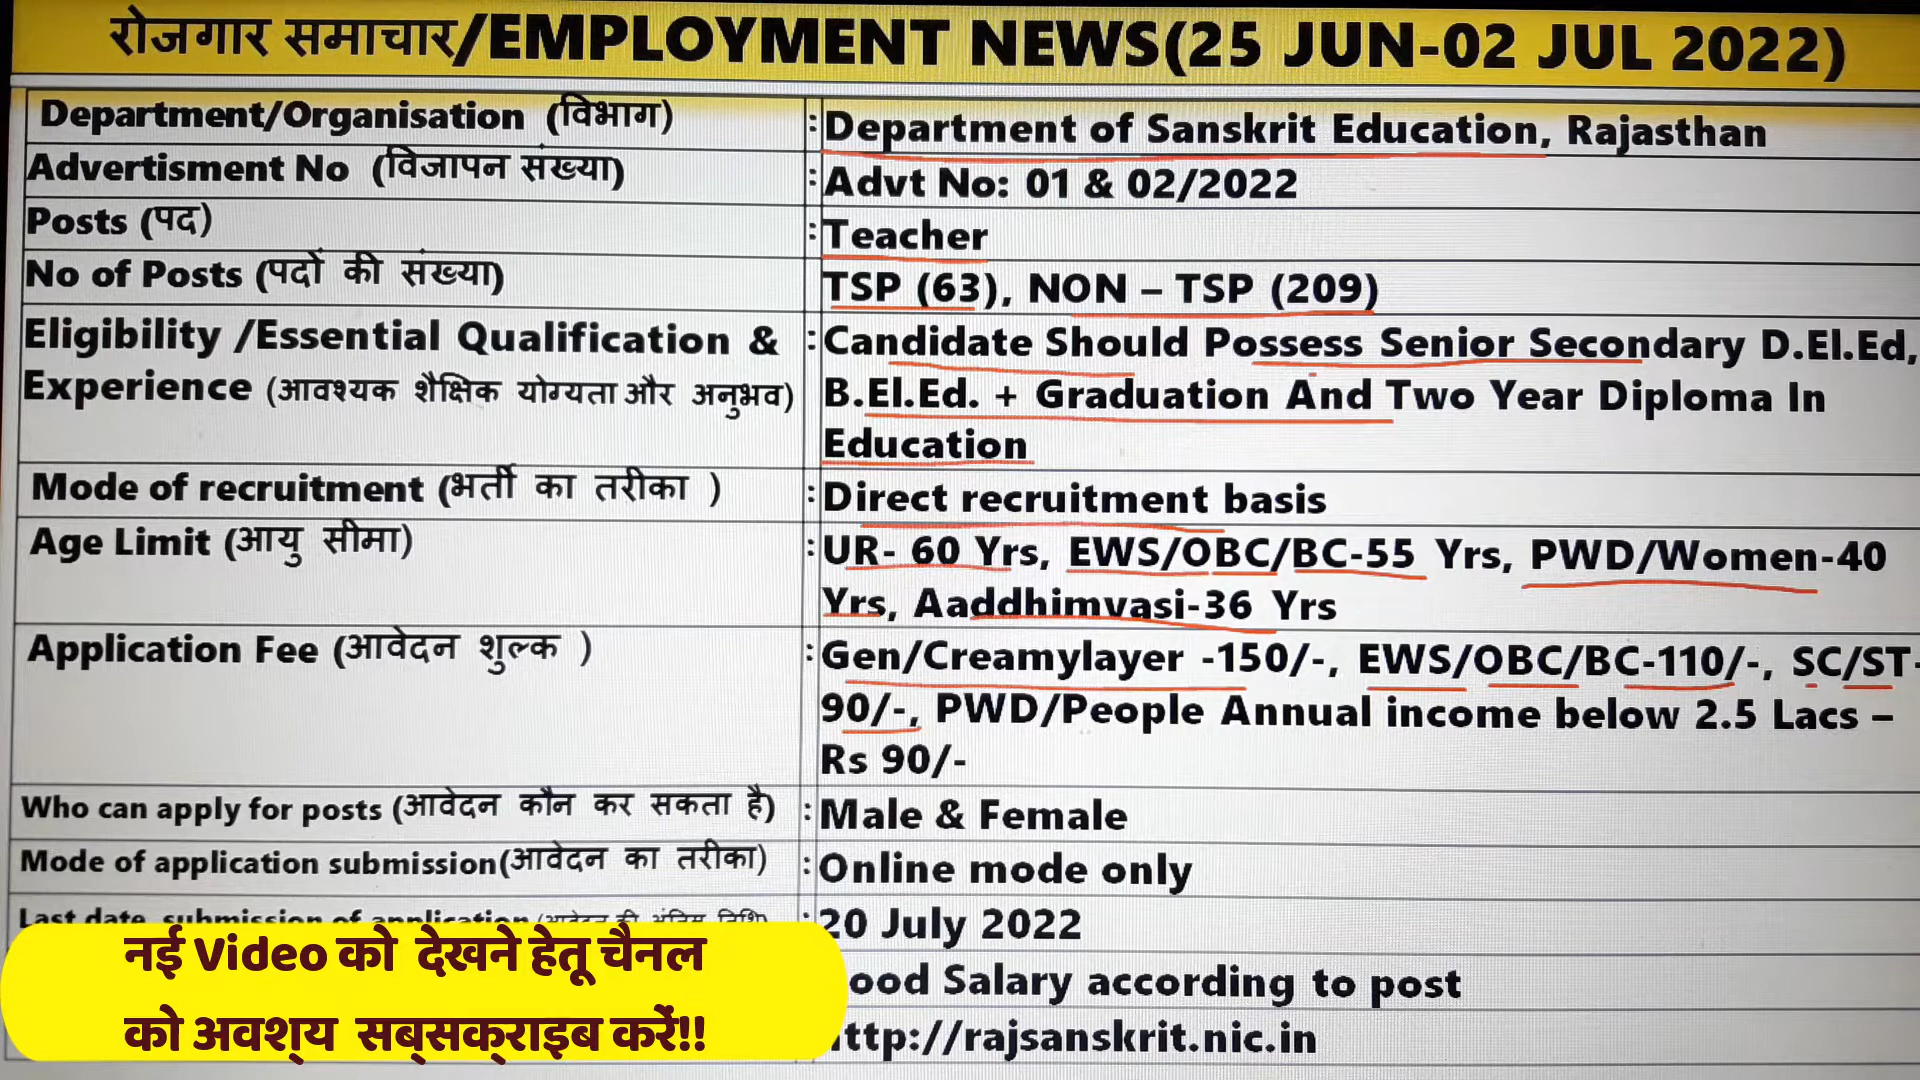 रोजगार समाचार/EMPLOYMENT NEWS(25 JUN-02 JUL 2022)
Department/Organisation (विभाग) : Department of Sanskrit Education, Rajasthan
Advertisment No (विजापन संख्या) : Advt No: 01 & 02/2022
Posts (पद) : Teacher
No of Posts (पदों की संख्या) TSP (63), NON – TSP (209)
Eligibility /Essential Qualification & : Candidate Should Possess Senior Secondary D.El.Ed,
Experience (आवश्यक शैक्षिक योग्यता और अनुभव) B.El.Ed. + Graduation And Two Year Diploma In
Education
Mode of recruitment (भर्ती का तरीका ) : Direct recruitment basis
Age Limit (आयु सीमा) : UR- 60 Yrs, EWS/OBC/BC-55 Yrs, PWD/Women-40
Yrs, Aaddhimvasi-36 Yrs
Application Fee (आवेदन शुल्क ) : Gen/Creamylayer -150/-, EWS/OBC/BC-110/-, SC/ST-
90/-, PWD/People Annual income below 2.5 Lacs –
Rs 90/-
Who can apply for posts (आवेदन कौन कर सकता है) : Male & Female
Mode of application submission(आवेदन का तरीका) : Online mode only
Last date submission of application (आवेदन की अंतिम तिथि) : 20 July 2022
ood Salary according to post
ttp://rajsanskrit.nic.in
नई Video को देखने हेतू चैनल
को अवश्य सब्सक्राइब करें!!